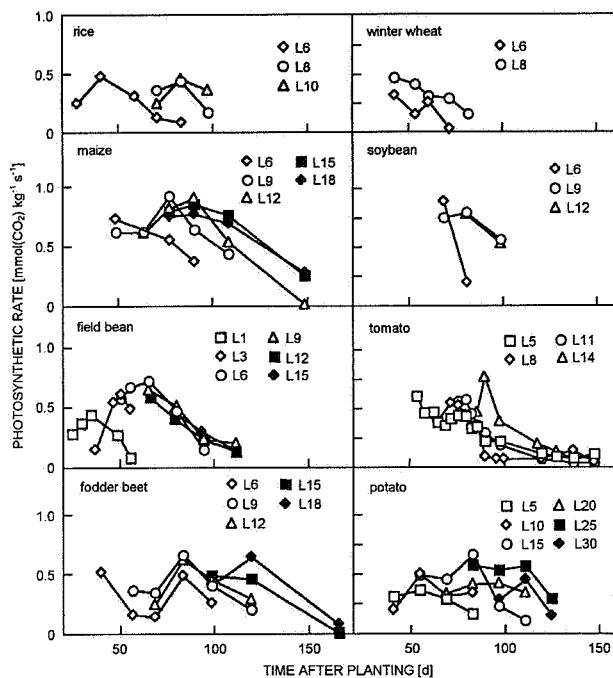 1.0
rice
L6
L8
L10
winter wheat
L6
L8
0.5
0
maize
L6
L15
L9
L18
L12
soybean
L6
L9
L12
1.0
0.5
0
field bean
L1
L9
L3
L12
L6
L15
tomato
L5
L11
L8
L14
1.0
0.5
0
fodder beet
L6
L15
L9
L18
L12
potato
L5
L20
L10
L25
L15
L30
1.0
0.5
0
50
100
150
50
100
150
PHOTOSYNTHETIC RATE [mmol(CO₂) kg⁻¹ s⁻¹]
TIME AFTER PLANTING [d]